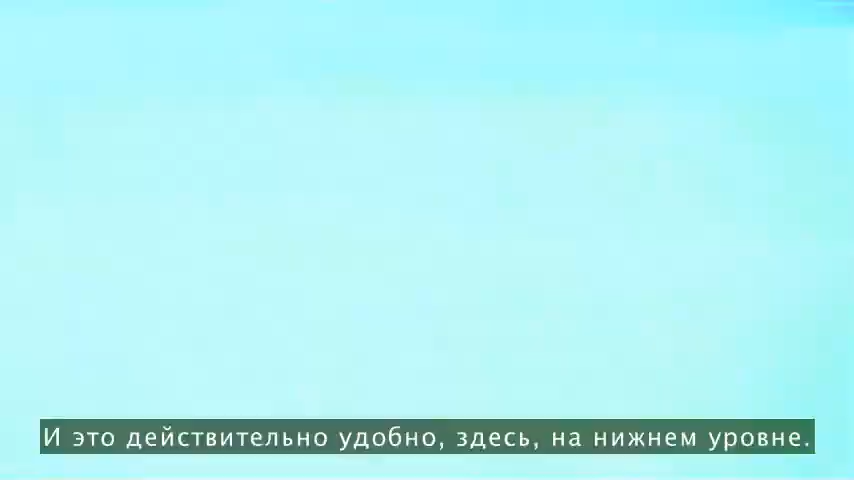 И это действительно удобно, здесь, на нижнем уровне.